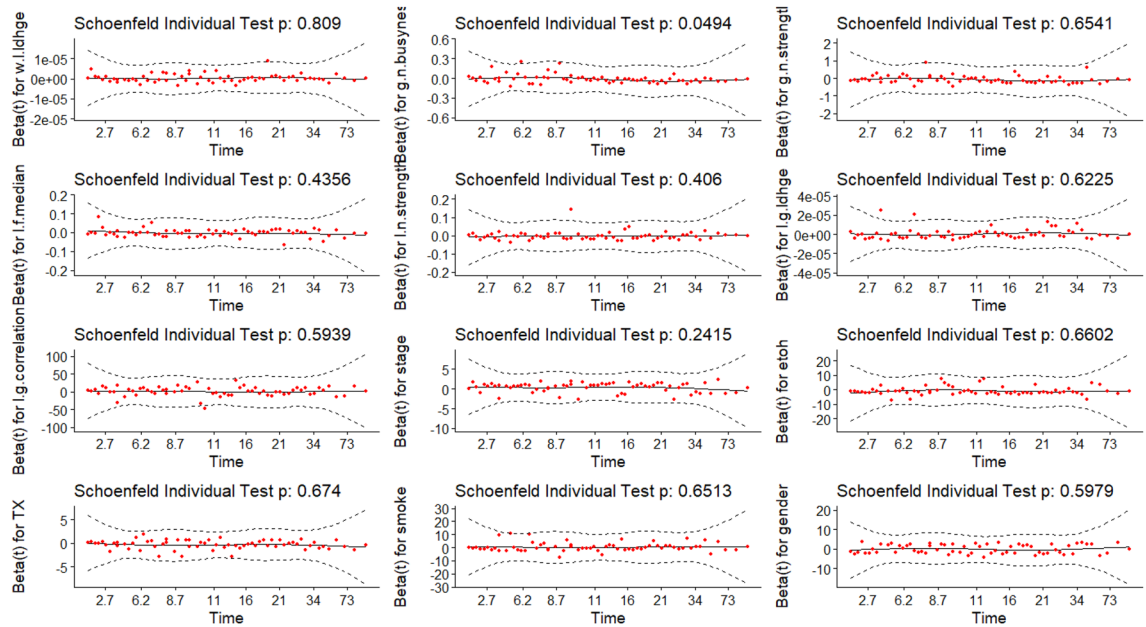 Schoenfeld Individual Test p: 0.809
Beta(t) for lr w.l.ldhge
1e-05
0e+00
-1e-05
-2e-05
2.7 6.2 8.7 11 16 21 34 73
Time
Schoenfeld Individual Test p: 0.0494
Beta(t) for g.n.busynes
0.6
0.3
0.0
-0.3
-0.6
2.7 6.2 8.7 11 16 21 34 73
Time
Schoenfeld Individual Test p: 0.6541
Beta(t) for g.n.strengtl
2
1
0
-1
-2
2.7 6.2 8.7 11 16 21 34 73
Time
Schoenfeld Individual Test p: 0.4356
Beta(t) for l.f.median
0.2
0.1
0.0
-0.1
-0.2
2.7 6.2 8.7 11 16 21 34 73
Time
Schoenfeld Individual Test p: 0.406
Beta(t) for l.n.strength
0.2
0.1
0.0
-0.1
-0.2
2.7 6.2 8.7 11 16 21 34 73
Time
Schoenfeld Individual Test p: 0.6225
Beta(t) for l.g.ldhge
4e-05
2e-05
0e+00
-2e-05
-4e-05
2.7 6.2 8.7 11 16 21 34 73
Time
Schoenfeld Individual Test p: 0.5939
Beta(t) for l.g.correlation
100
50
0
-50
-100
2.7 6.2 8.7 11 16 21 34 73
Time
Schoenfeld Individual Test p: 0.2415
Beta(t) for stage
5
0
-5
-10
2.7 6.2 8.7 11 16 21 34 73
Time
Schoenfeld Individual Test p: 0.6602
Beta(t) for etoh
20
10
0
-10
-20
2.7 6.2 8.7 11 16 21 34 73
Time
Schoenfeld Individual Test p: 0.674
Beta(t) for TX
5
0
-5
2.7 6.2 8.7 11 16 21 34 73
Time
Schoenfeld Individual Test p: 0.6513
Beta(t) for smoke
30
20
10
0
-10
-20
-30
2.7 6.2 8.7 11 16 21 34 73
Time
Schoenfeld Individual Test p: 0.5979
Beta(t) for gender
20
10
0
-10
2.7 6.2 8.7 11 16 21 34 73
Time